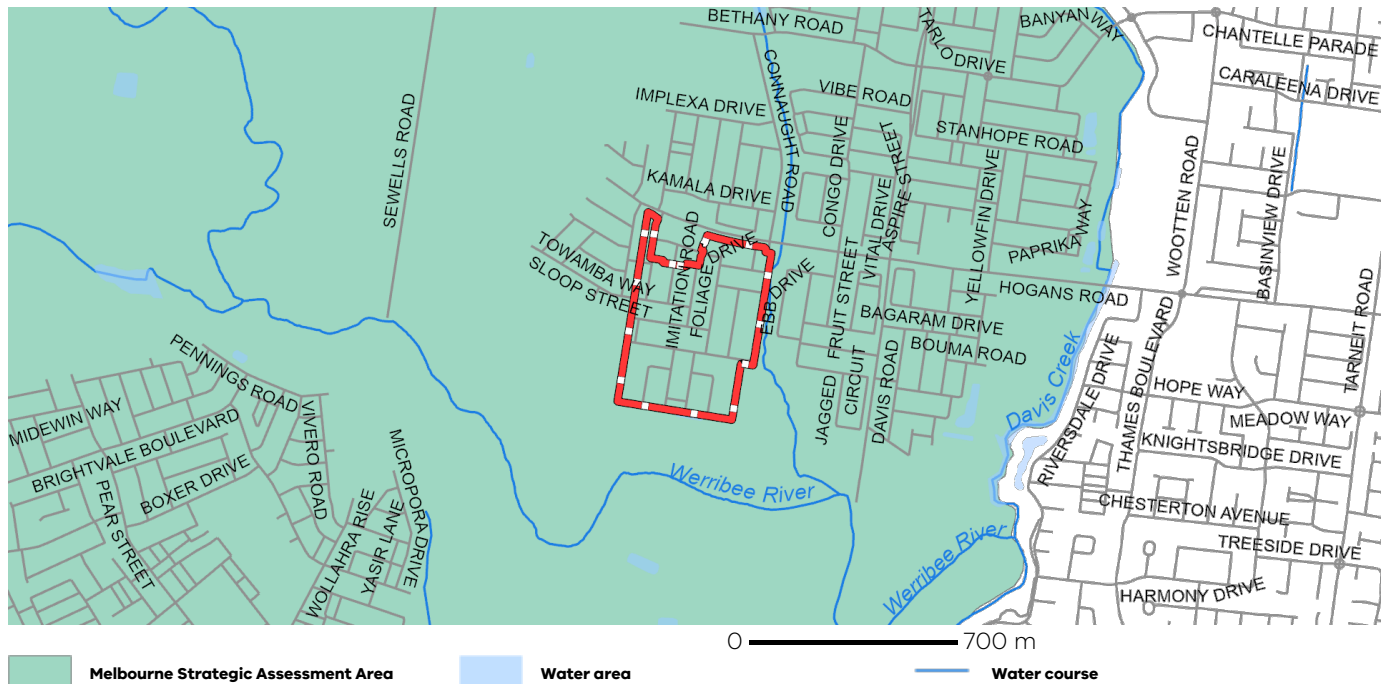 BETHANY ROAD
TARLO DRIVE
BANYAN WAY
CHANTELLE PARADE
CARALEENA DRIVE
CONNAUGHT ROAD
VIBE ROAD
IMPLEXA DRIVE
SEWELLS ROAD
STANHOPE ROAD
CONGO DRIVE
ASPIRE STREET
VITAL DRIVE
YELLOWFIN DRIVE
WOOTTEN ROAD
BASINVIEW DRIVE
KAMALA DRIVE
PAPRIKA WAY
TOWAMBA WAY
SLOOP STREET
IMITATION ROAD
FOLIAGE DRIVE
EBB DRIVE
FRUIT STREET
HOGANS ROAD
BAGARAM DRIVE
BOUMA ROAD
TARNEIT ROAD
PENNINGS ROAD
Davis Creek
RIVERSDALE DRIVE
THAMES BOULEVARD
HOPE WAY
MEADOW WAY
KNIGHTSBRIDGE DRIVE
JAGGED CIRCUIT
DAVIS ROAD
MIDEWIN WAY
BRIGHTVALE BOULEVARD
VIVERO ROAD
MICROPORA DRIVE
BOXER DRIVE
PEAR STREET
WOLLAHRA RISE
YASIR LANE
Werribee River
Werribee River
CHESTERTON AVENUE
TREESIDE DRIVE
HARMONY DRIVE
0 700 m
Melbourne Strategic Assessment Area
Water area
Water course